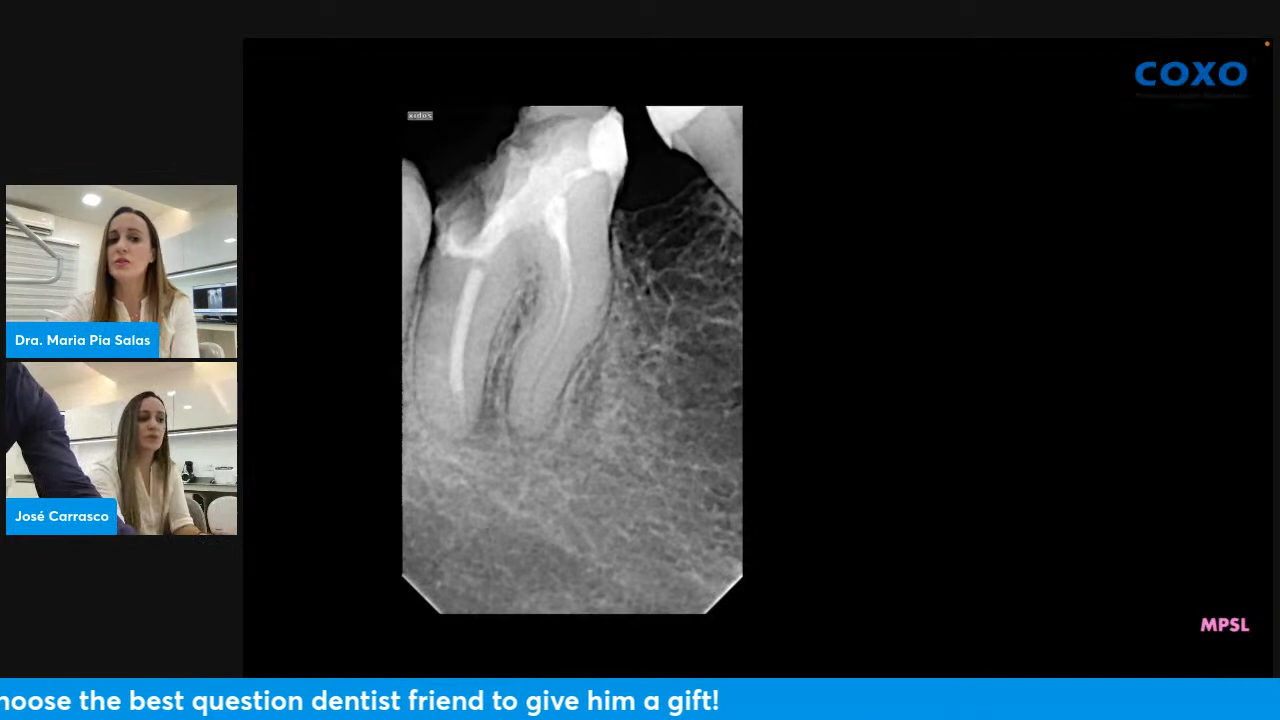 COXO
Dra. Maria Pia Salas
José Carrasco
MPSL
hoose the best question dentist friend to give him a gift!